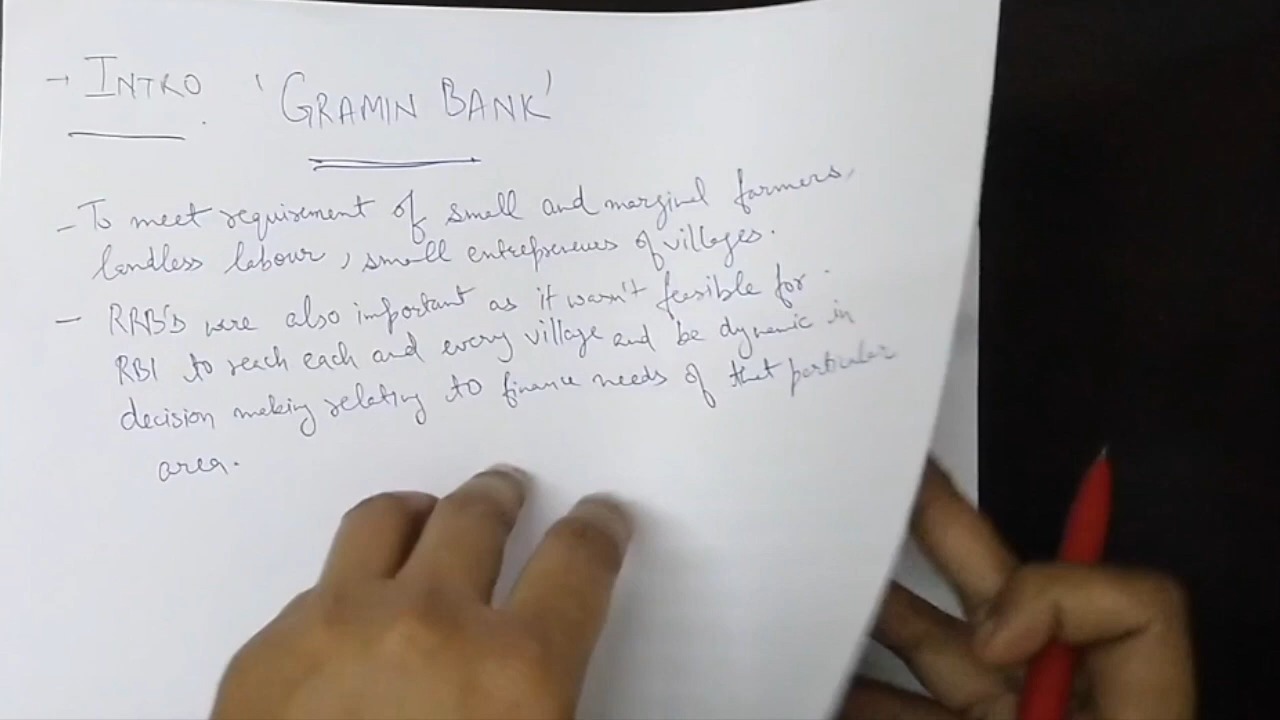 → INTRO. 'GRAMIN BANK'
- To meet requirement of small and marginal farmers,
landless labour, small entrepreneurs of villages.
- RRB'S were also important as it wasn't feasible for
RBI to reach each and every village and be dynamic in
decision making relating to finance needs of that particular
area.